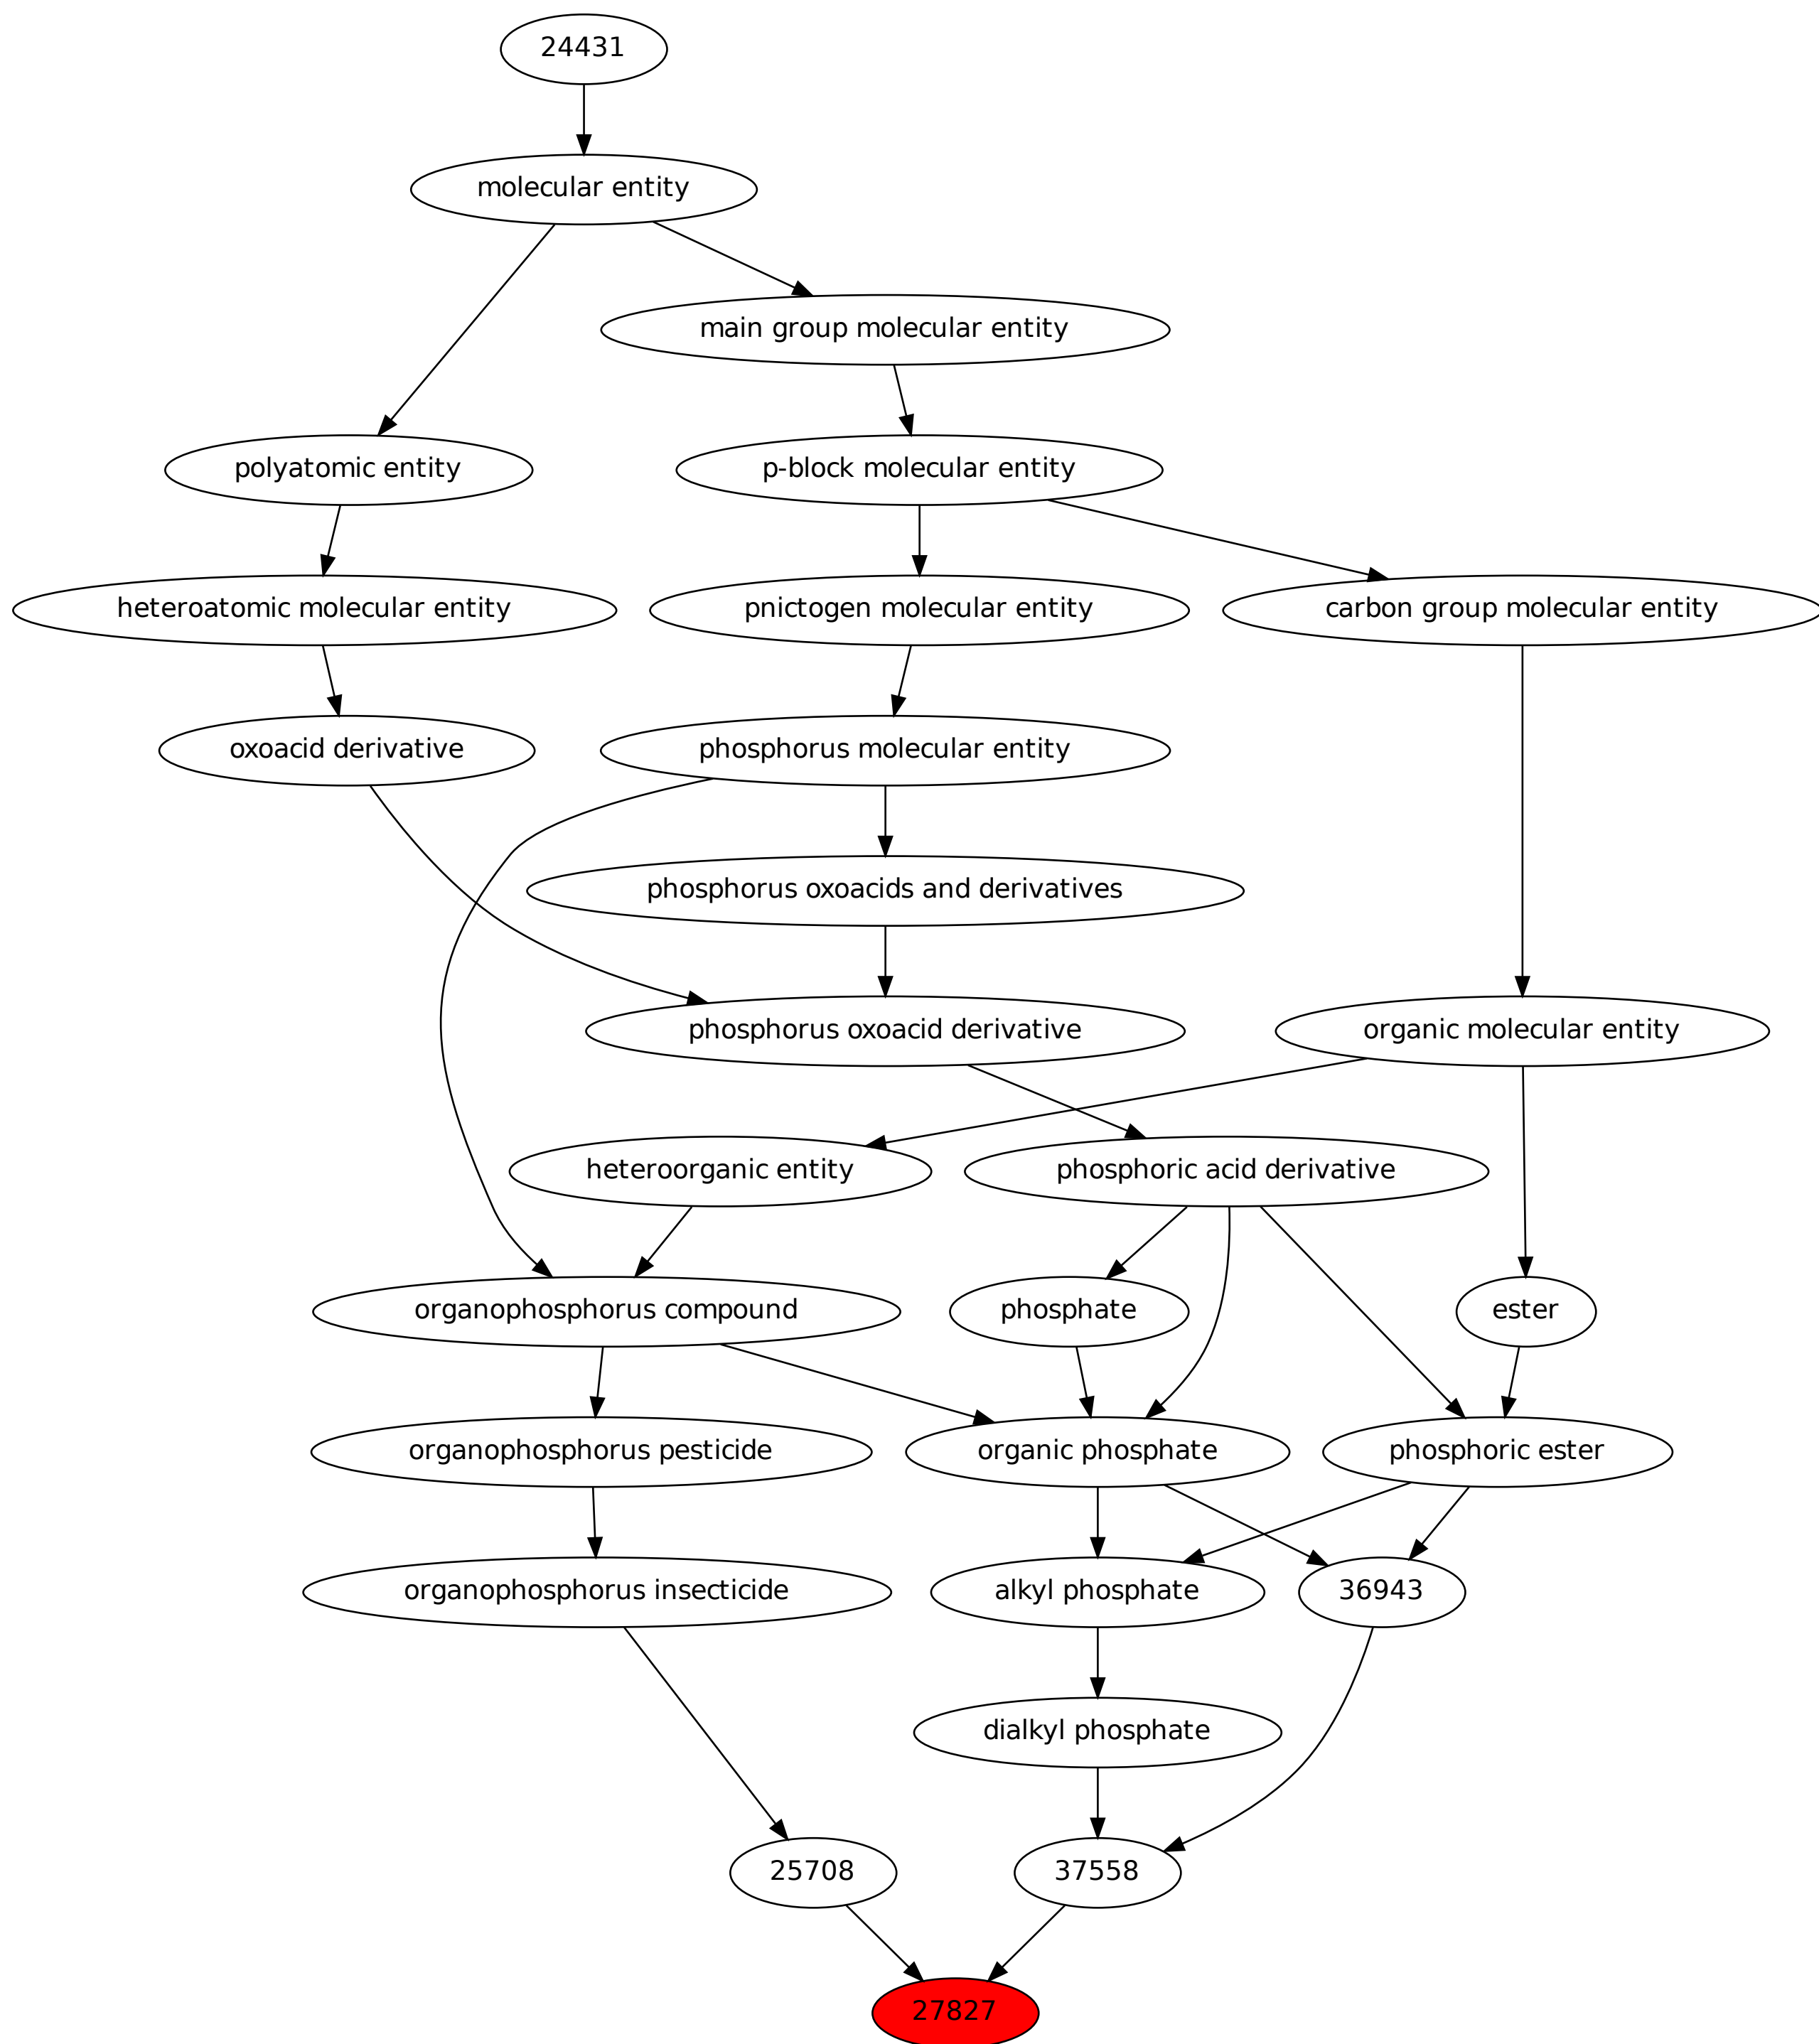 24431
molecular entity
main group molecular entity
polyatomic entity
p-block molecular entity
heteroatomic molecular entity
pnictogen molecular entity
carbon group molecular entity
oxoacid derivative
phosphorus molecular entity
phosphorus oxoacids and derivatives
phosphorus oxoacid derivative
organic molecular entity
heteroorganic entity
phosphoric acid derivative
organophosphorus compound
phosphate
ester
organophosphorus pesticide
organic phosphate
phosphoric ester
organophosphorus insecticide
alkyl phosphate
36943
dialkyl phosphate
25708
37558
27827